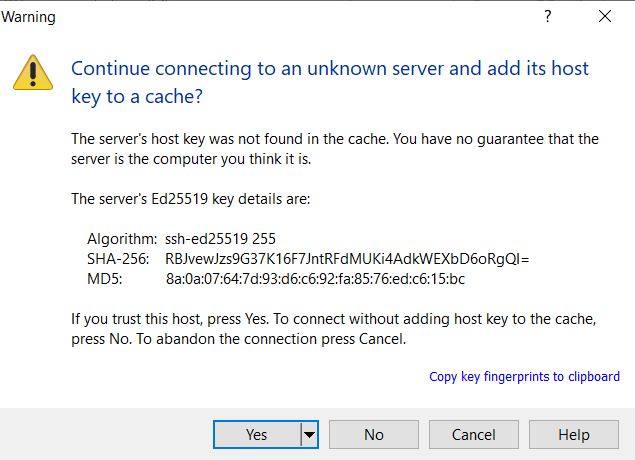 Warning
?
Continue connecting to an unknown server and add its host
key to a cache?
The server's host key was not found in the cache. You have no guarantee that the
server is the computer you think it is.
The server's Ed25519 key details are:
Algorithm: ssh-ed25519 255
SHA-256: RBJvewJzs9G37K16F7JntRFdMUKi4AdkWEXbD6oRgQI=
MD5: 8a:0a:07:64:7d:93:d6:c6:92:fa:85:76:ed:c6:15:bc
If you trust this host, press Yes. To connect without adding host key to the cache,
press No. To abandon the connection press Cancel.
Copy key fingerprints to clipboard
Yes No Cancel Help